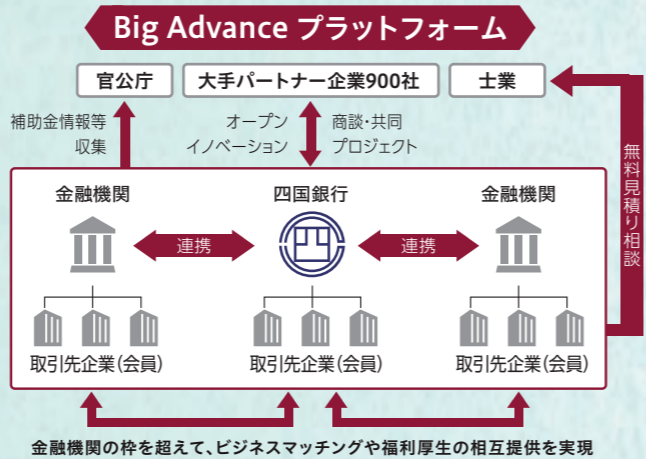 Big Advance プラットフォーム
官公庁
大手パートナー企業900社
士業
補助金情報等
収集
オープン
イノベーション
商談・共同
プロジェクト
無料見積り相談
金融機関
四国銀行
金融機関
連携
連携
取引先企業(会員)
取引先企業(会員)
取引先企業(会員)
金融機関の枠を超えて、ビジネスマッチングや福利厚生の相互提供を実現